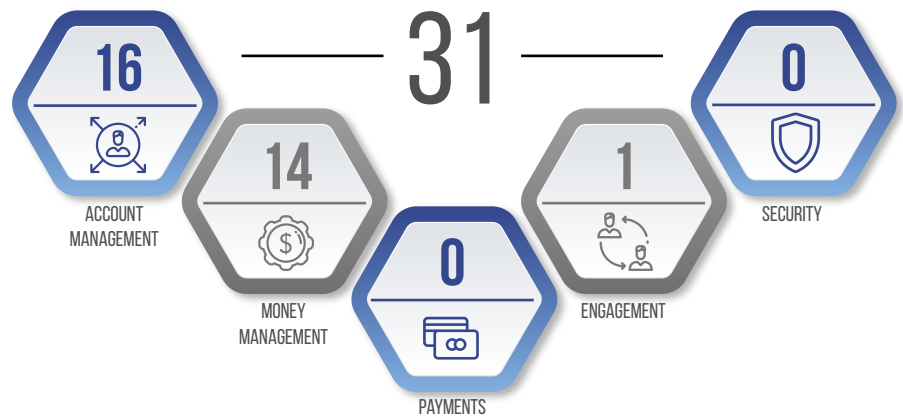 31
16
ACCOUNT
MANAGEMENT
14
$
MONEY
MANAGEMENT
0
PAYMENTS
1
ENGAGEMENT
0
SECURITY